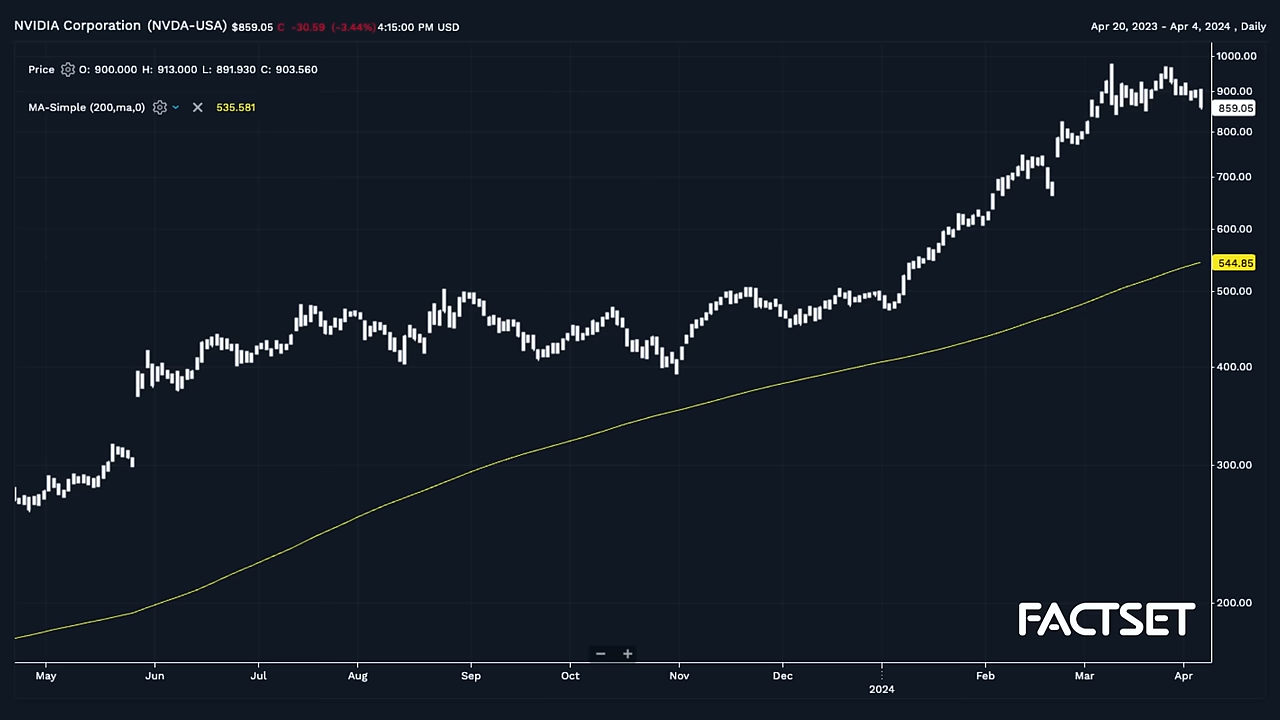 NVIDIA Corporation (NVDA-USA) $859.05 C -30.59 (-3.44%) 4:15:00 PM USD
Apr 20, 2023 - Apr 4, 2024 , Daily
Price O: 900.000 H: 913.000 L: 891.930 C: 903.560
MA-Simple (200,ma,0) 535.581
1000.00
900.00
859.05
800.00
700.00
600.00
544.85
500.00
400.00
300.00
200.00
FACTSET
May Jun Jul Aug Sep Oct Nov Dec Feb Mar Apr
2024